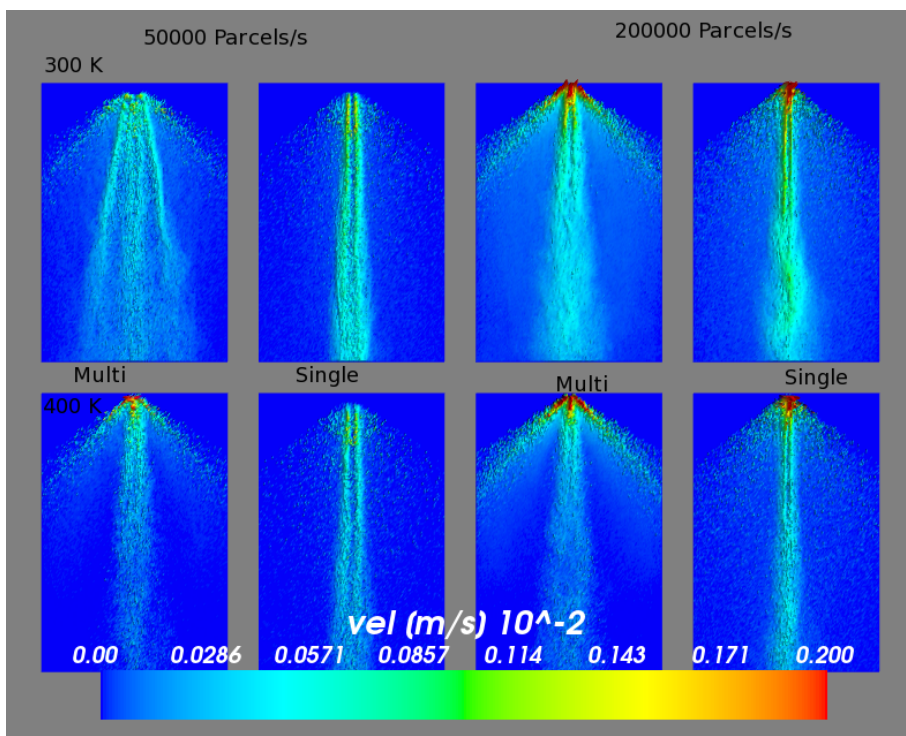 50000 Parcels/s
200000 Parcels/s
300 K
Multi
Single
Multi
Single
400 K
vel (m/s) 10^-2
0.00 0.0286 0.0571 0.0857 0.114 0.143 0.171 0.200